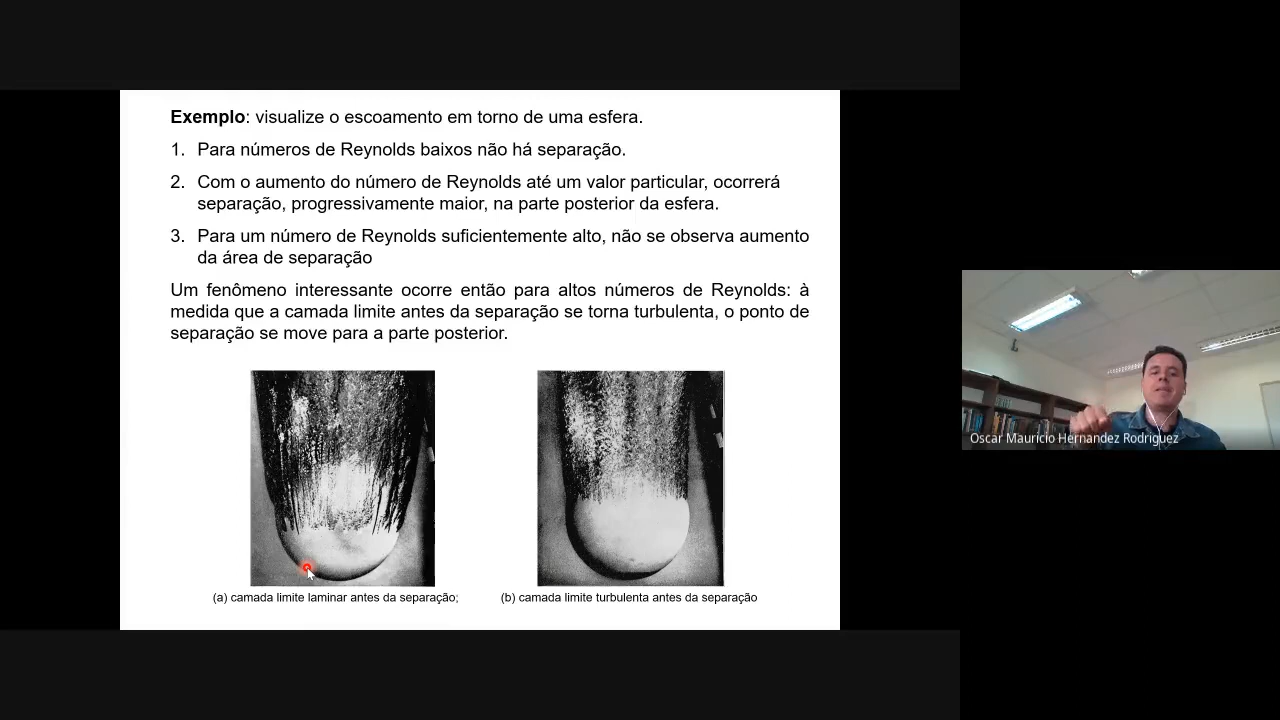 Exemplo: visualize o escoamento em torno de uma esfera.
1. Para números de Reynolds baixos não há separação.
2. Com o aumento do número de Reynolds até um valor particular, ocorrerá
separação, progressivamente maior, na parte posterior da esfera.
3. Para um número de Reynolds suficientemente alto, não se observa aumento
da área de separação
Um fenômeno interessante ocorre então para altos números de Reynolds: à
medida que a camada limite antes da separação se torna turbulenta, o ponto de
separação se move para a parte posterior.
(a) camada limite laminar antes da separação;
(b) camada limite turbulenta antes da separação
Oscar Mauricio Hernandez Rodriguez